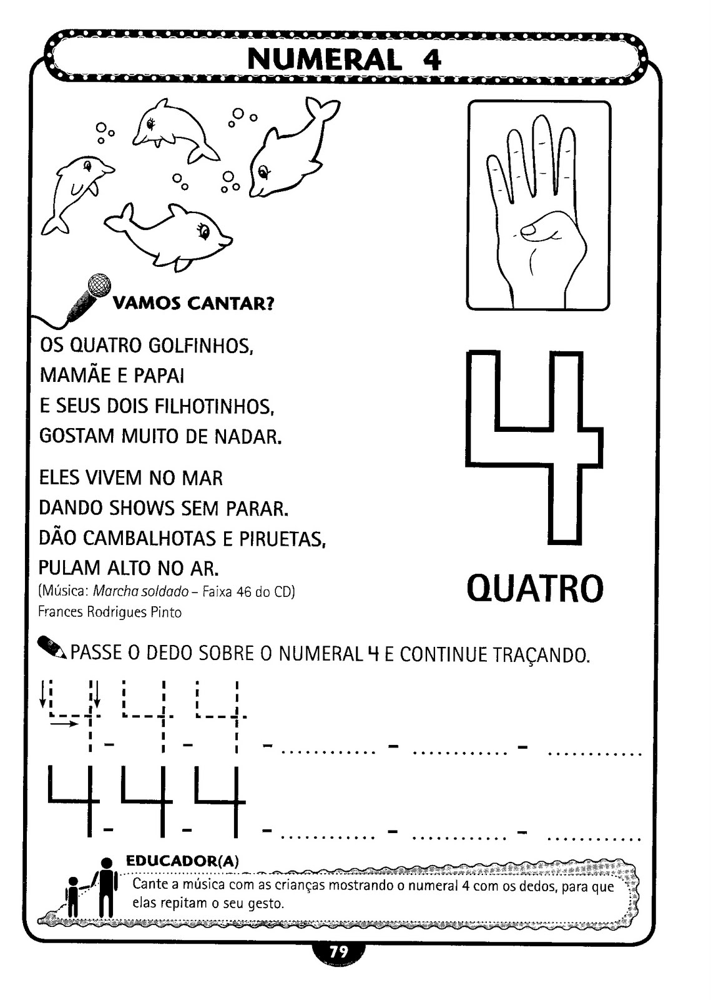 NUMERAL 4
VAMOS CANTAR?
OS QUATRO GOLFINHOS,
MAMÃE E PAPAI
E SEUS DOIS FILHOTINHOS,
GOSTAM MUITO DE NADAR.
ELES VIVEM NO MAR
DANDO SHOWS SEM PARAR.
DÃO CAMBALHOTAS E PIRUETAS,
PULAM ALTO NO AR.
(Música: Marcha soldado – Faixa 46 do CD)
Frances Rodrigues Pinto
4
QUATRO
PASSE O DEDO SOBRE O NUMERAL 4 E CONTINUE TRAÇANDO.
4 - 4 - 4 - ............ - ............ - ............
4 - 4 - 4 - ............ - ............ - ............
EDUCADOR(A)
Cante a música com as crianças mostrando o numeral 4 com os dedos, para que
elas repitam o seu gesto.
79